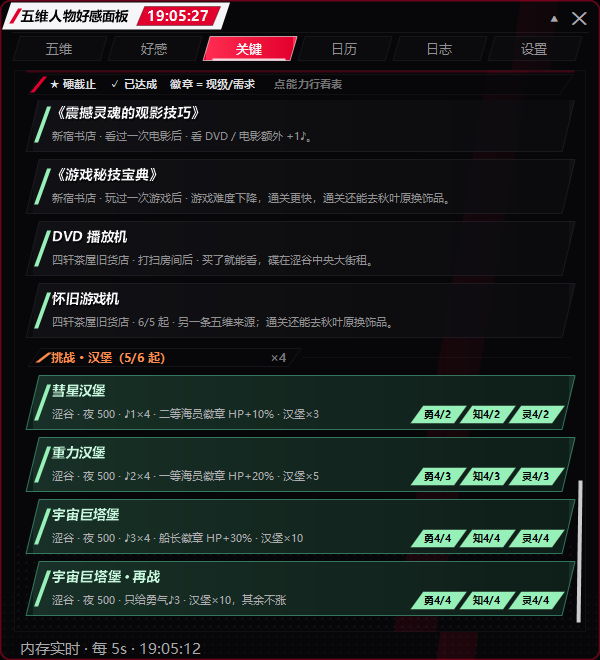 五维人物好感面板 19:05:27
五维 好感 关键 日历 日志 设置
★ 硬截止 ✓ 已达成 徽章 = 现级/需求 点能力行看表
《震撼灵魂的观影技巧》
新宿书店 · 看过一次电影后 · 看 DVD / 电影额外 +1♪。
《游戏秘技宝典》
新宿书店 · 玩过一次游戏后 · 游戏难度下降，通关更快，通关还能去秋叶原换饰品。
DVD 播放机
四轩茶屋旧货店 · 打扫房间后 · 买了就能看，碟在涩谷中央大街租。
怀旧游戏机
四轩茶屋旧货店 · 6/5 起 · 另一条五维来源；通关还能去秋叶原换饰品。
挑战 · 汉堡（5/6 起） ×4
彗星汉堡
涩谷 · 夜 500 · ♪1×4 · 二等海员徽章 HP+10% · 汉堡×3 勇4/2 知4/2 灵4/2
重力汉堡
涩谷 · 夜 500 · ♪2×4 · 一等海员徽章 HP+20% · 汉堡×5 勇4/3 知4/3 灵4/3
宇宙巨塔堡
涩谷 · 夜 500 · ♪3×4 · 船长徽章 HP+30% · 汉堡×10 勇4/4 知4/4 灵4/4
宇宙巨塔堡 · 再战
涩谷 · 夜 500 · 只给勇气♪3 · 汉堡×10，其余不涨 勇4/4 知4/4 灵4/4
内存实时 · 每 5s · 19:05:12